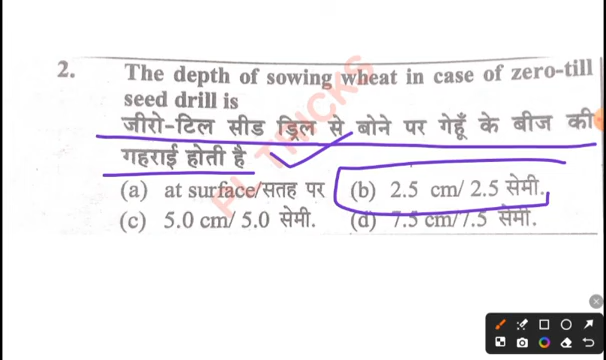 2. The depth of sowing wheat in case of zero-till
seed drill is
जीरो-टिल सीड ड्रिल से बोने पर गेहूँ के बीज की
गहराई होती है
(a) at surface/सतह पर (b) 2.5 cm/ 2.5 सेमी.
(c) 5.0 cm/ 5.0 सेमी. (d) 7.5 cm/7.5 सेमी.